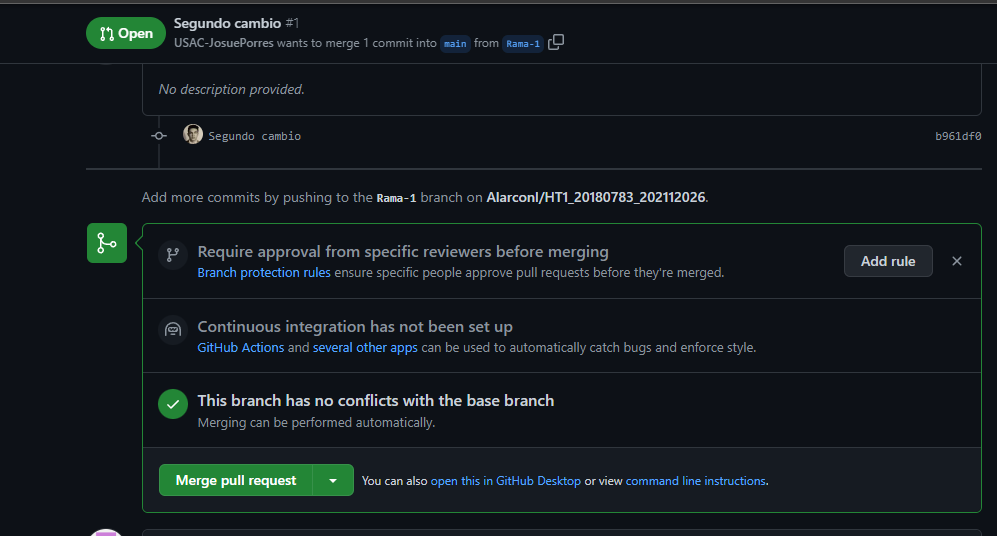 Open
Segundo cambio #1
USAC-JosuePorres wants to merge 1 commit into main from Rama-1
No description provided.
Segundo cambio b961df0
Add more commits by pushing to the Rama-1 branch on Alarconl/HT1_20180783_202112026.
Require approval from specific reviewers before merging
Branch protection rules ensure specific people approve pull requests before they're merged.
Add rule
Continuous integration has not been set up
GitHub Actions and several other apps can be used to automatically catch bugs and enforce style.
This branch has no conflicts with the base branch
Merging can be performed automatically.
Merge pull request
You can also open this in GitHub Desktop or view command line instructions.